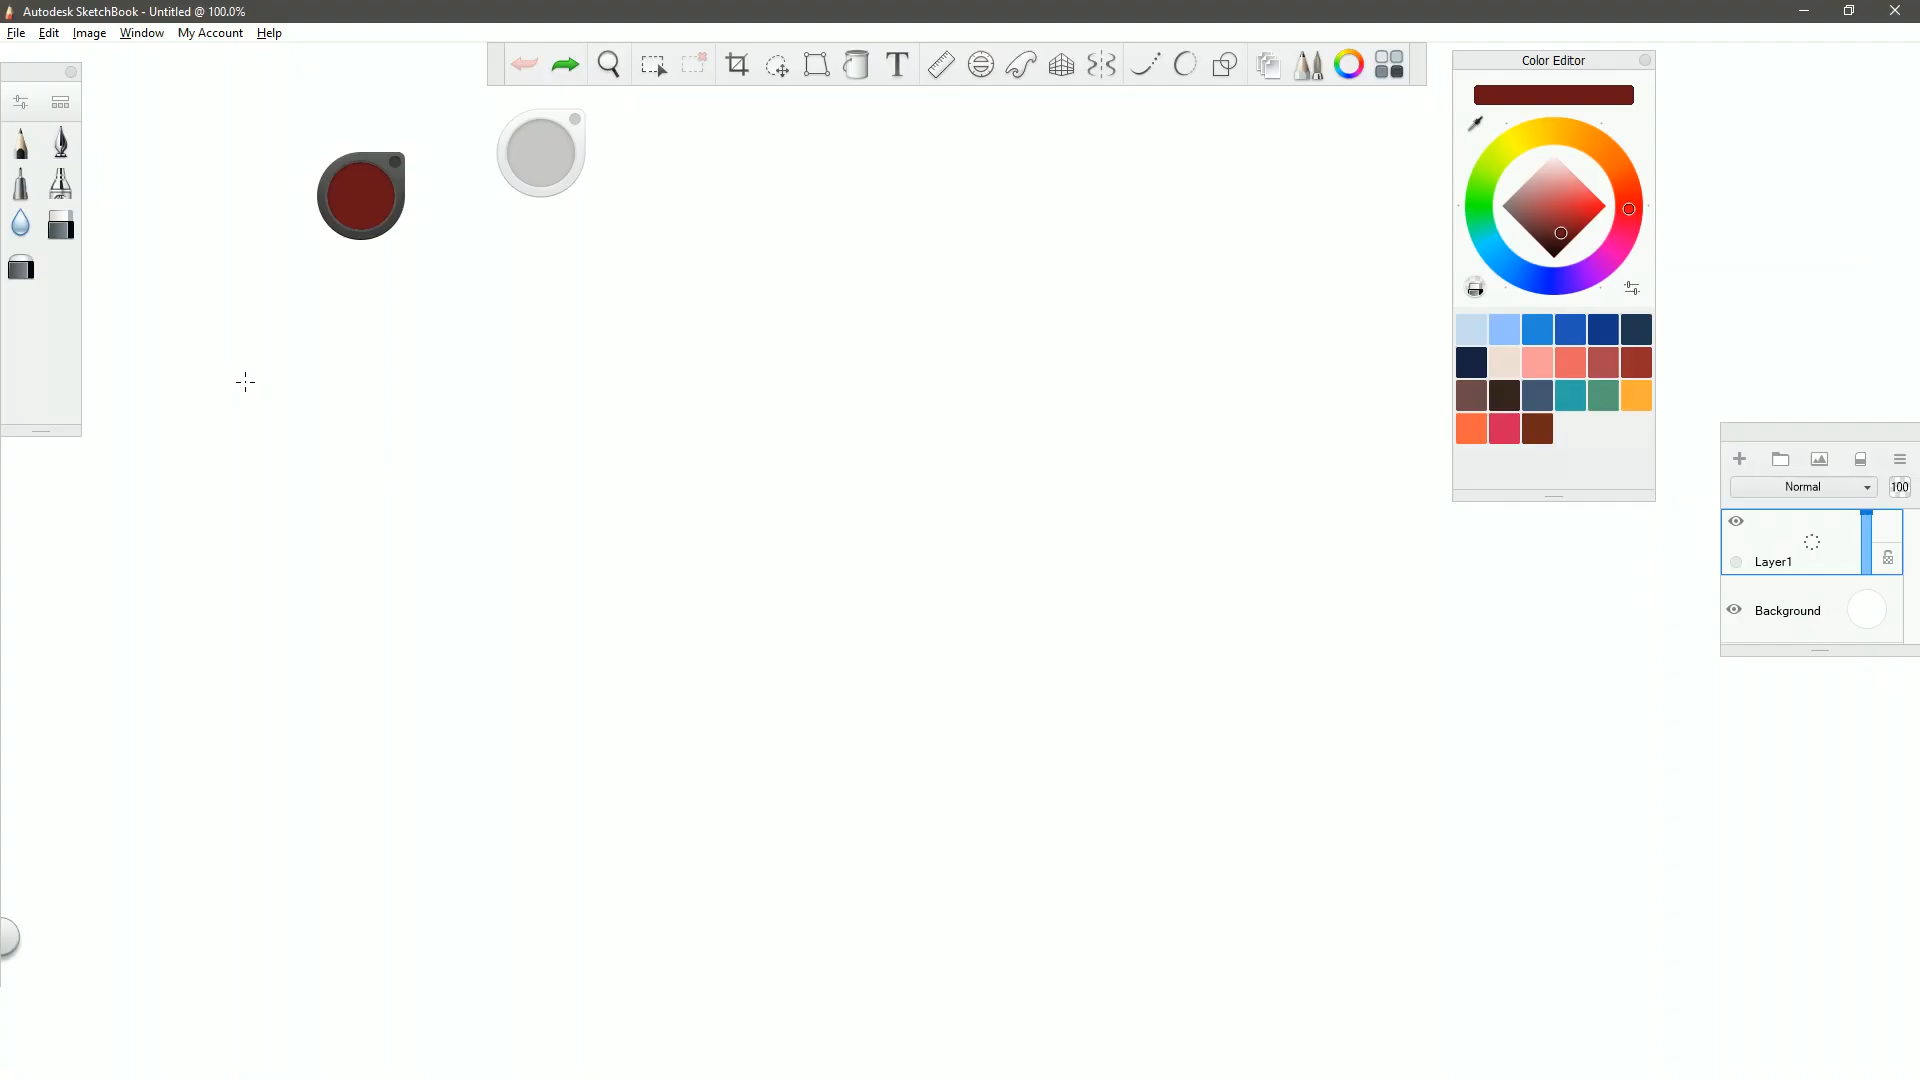 Autodesk SketchBook - Untitled @ 100.0%
File Edit Image Window My Account Help
T
Color Editor
Normal 100
Layer1
Background